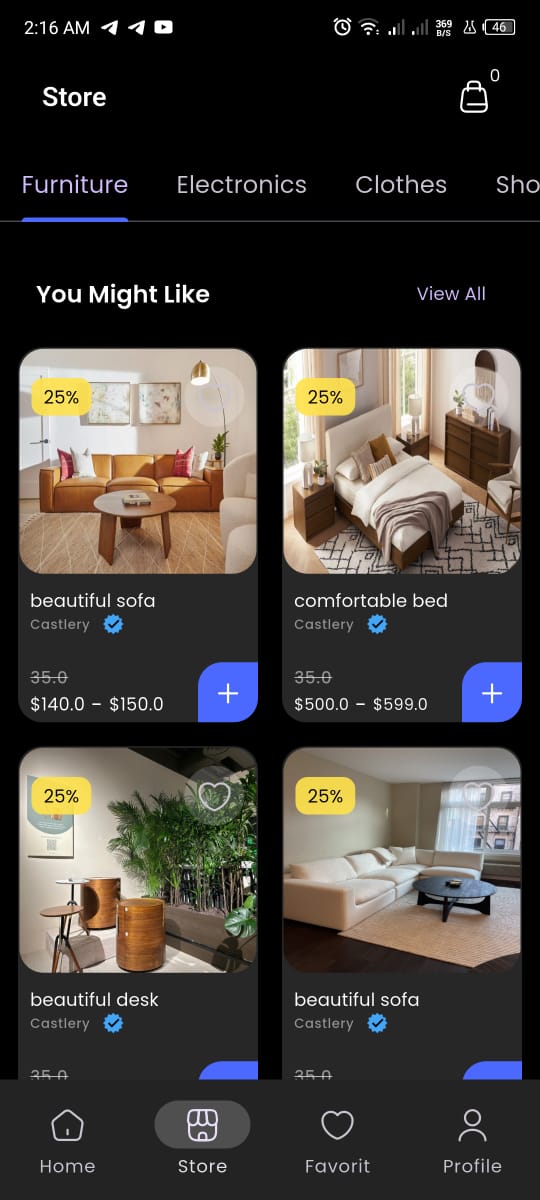 2:16 AM
369
B/S
46
Store
0
Furniture Electronics Clothes Sho
You Might Like View All
25% 25%
beautiful sofa comfortable bed
Castlery Castlery
35.0 35.0
$140.0 – $150.0 $500.0 – $599.0
25% 25%
beautiful desk beautiful sofa
Castlery Castlery
35.0 35.0
Home Store Favorit Profile